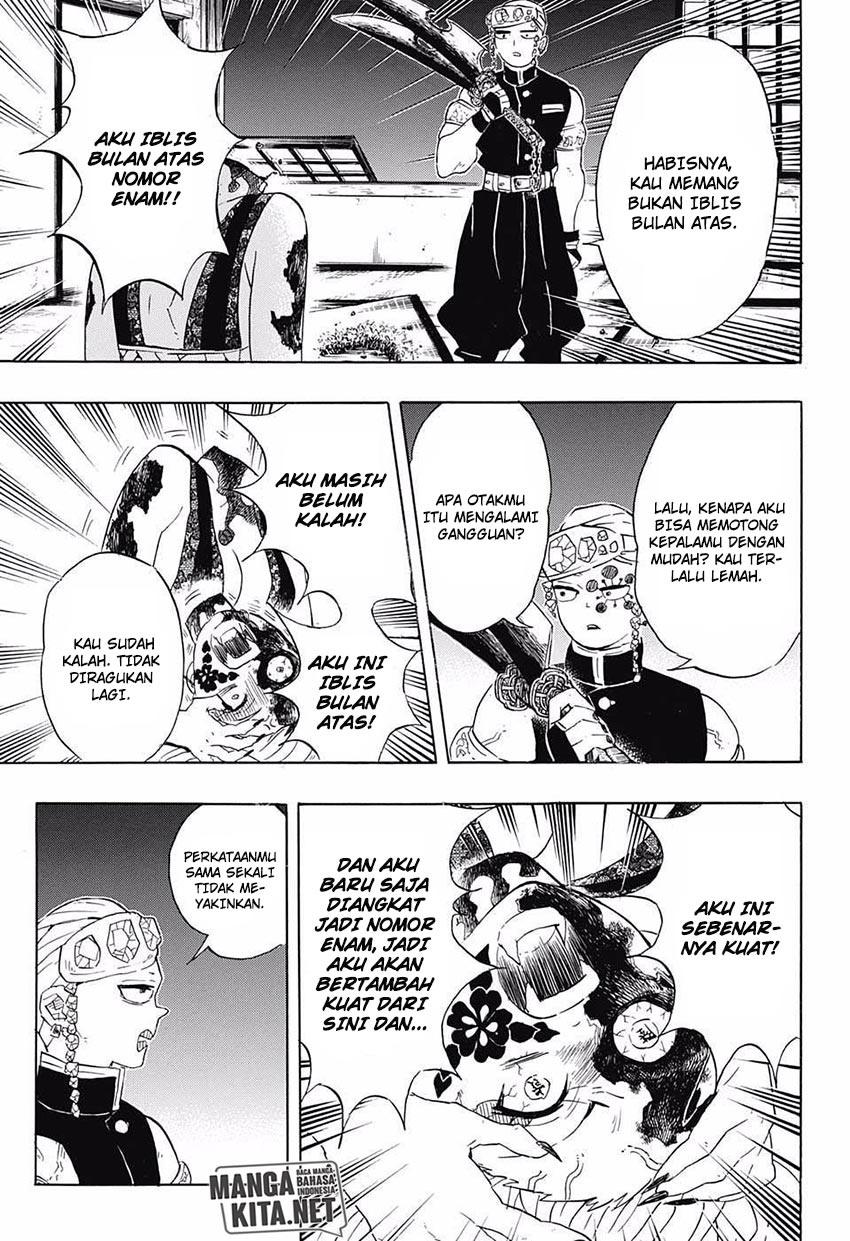 HABISNYA,
KAU MEMANG
BUKAN IBLIS
BULAN ATAS.
AKU IBLIS
BULAN ATAS
NOMOR
ENAM!!
LALU, KENAPA AKU
BISA MEMOTONG
KEPALAMU DENGAN
MUDAH? KAU TER-
LALU LEMAH.
APA OTAKMU
ITU MENGALAMI
GANGGUAN?
AKU MASIH
BELUM
KALAH!
AKU INI
IBLIS
BULAN
ATAS!
KAU SUDAH
KALAH. TIDAK
DIRAGUKAN
LAGI.
AKU INI
SEBENAR-
NYA KUAT!
DAN AKU
BARU SAJA
DIANGKAT
JADI NOMOR
ENAM, JADI
AKU AKAN
BERTAMBAH
KUAT DARI
SINI DAN...
PERKATAANMU
SAMA SEKALI
TIDAK ME-
YAKINKAN.
MANGA
KITA.NET
BACA MANGA
BAHASA
INDONESIA